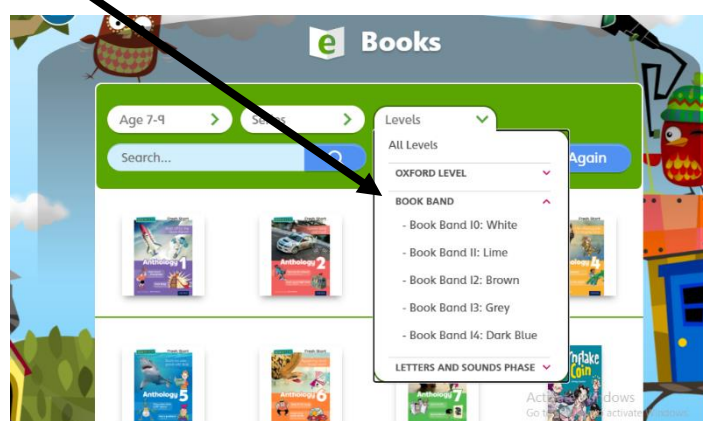 e Books
Age 7-9
Series
Levels
Search...
Again
All Levels
OXFORD LEVEL
BOOK BAND
- Book Band 10: White
- Book Band 11: Lime
- Book Band 12: Brown
- Book Band 13: Grey
- Book Band 14: Dark Blue
LETTERS AND SOUNDS PHASE
Anthology 1
Anthology 2
4
Anthology 5
Anthology 6
Anthology 7
Coin